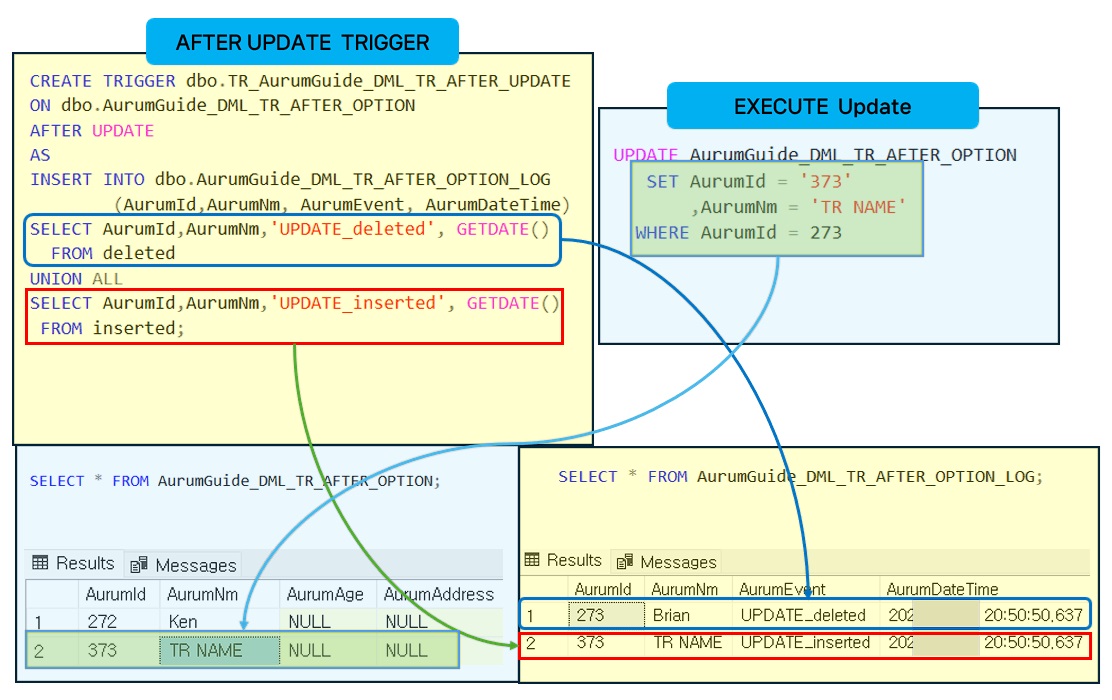 AFTER UPDATE TRIGGER
CREATE TRIGGER dbo.TR_AurumGuide_DML_TR_AFTER_UPDATE
ON dbo.AurumGuide_DML_TR_AFTER_OPTION
AFTER UPDATE
AS
INSERT INTO dbo.AurumGuide_DML_TR_AFTER_OPTION_LOG
(AurumId,AurumNm, AurumEvent, AurumDateTime)
SELECT AurumId,AurumNm,'UPDATE_deleted', GETDATE()
FROM deleted
UNION ALL
SELECT AurumId,AurumNm,'UPDATE_inserted', GETDATE()
FROM inserted;
EXECUTE Update
UPDATE AurumGuide_DML_TR_AFTER_OPTION
SET AurumId = '373'
,AurumNm = 'TR NAME'
WHERE AurumId = 273
SELECT * FROM AurumGuide_DML_TR_AFTER_OPTION;
Results Messages
AurumId AurumNm AurumAge AurumAddress
1 272 Ken NULL NULL
2 373 TR NAME NULL NULL
SELECT * FROM AurumGuide_DML_TR_AFTER_OPTION_LOG;
Results Messages
AurumId AurumNm AurumEvent AurumDateTime
1 273 Brian UPDATE_deleted 202 20:50:50,637
2 373 TR NAME UPDATE_inserted 202 20:50:50,637